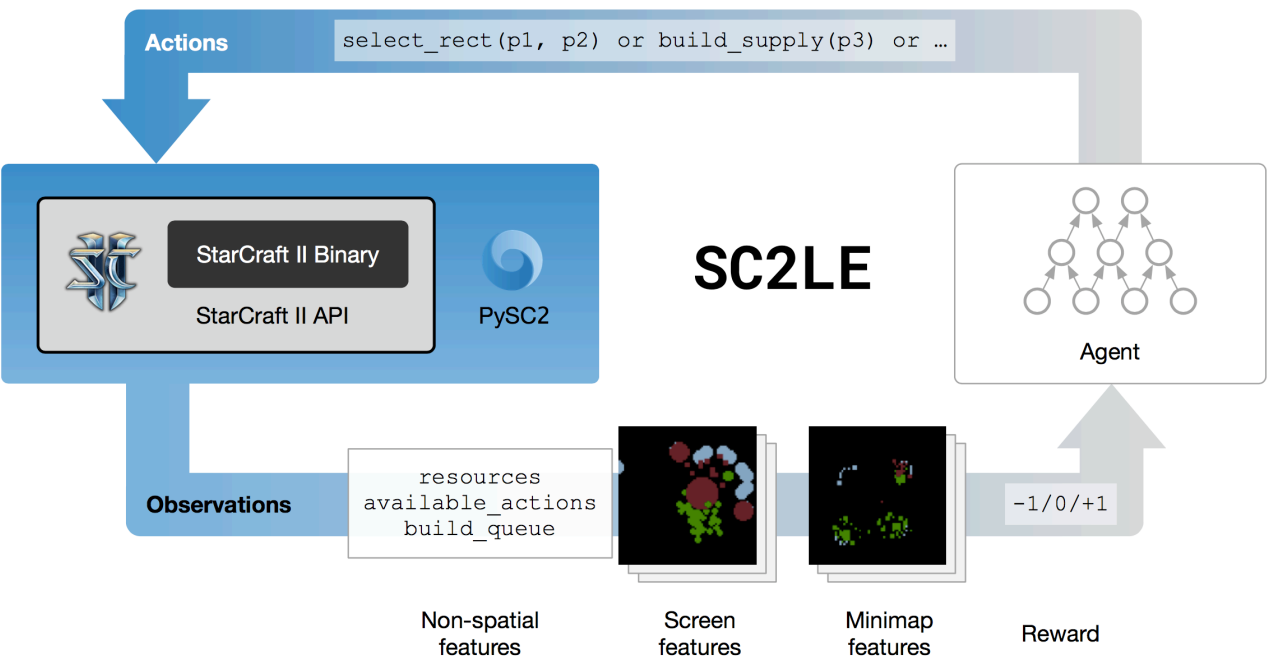 Actions
select_rect(p1, p2) or build_supply(p3) or …
SC
StarCraft II Binary
StarCraft II API
PySC2
SC2LE
Agent
Observations
resources
available_actions
build_queue
-1/0/+1
Non-spatial
features
Screen
features
Minimap
features
Reward